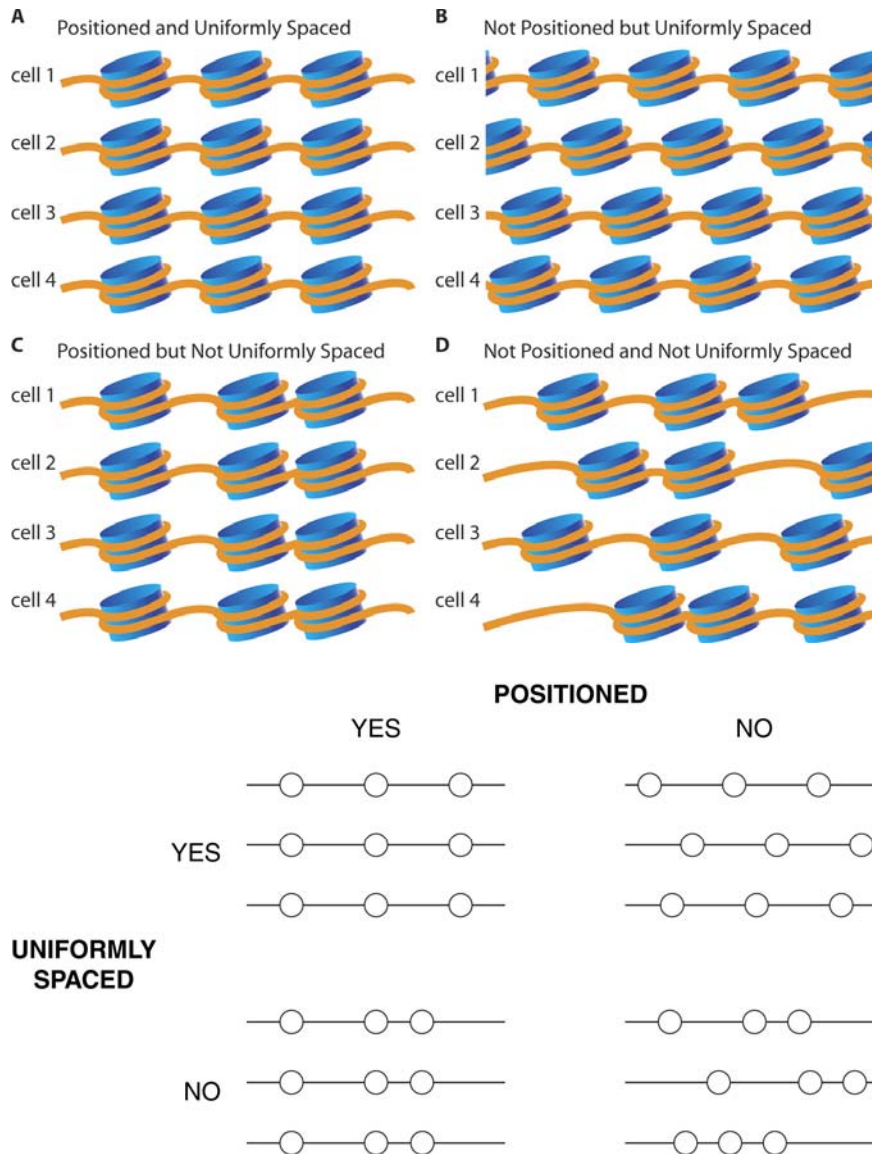 A Positioned and Uniformly Spaced
cell 1
cell 2
cell 3
cell 4
B Not Positioned but Uniformly Spaced
cell 1
cell 2
cell 3
cell 4
C Positioned but Not Uniformly Spaced
cell 1
cell 2
cell 3
cell 4
D Not Positioned and Not Uniformly Spaced
cell 1
cell 2
cell 3
cell 4
POSITIONED
YES NO
YES
UNIFORMLY
SPACED
NO